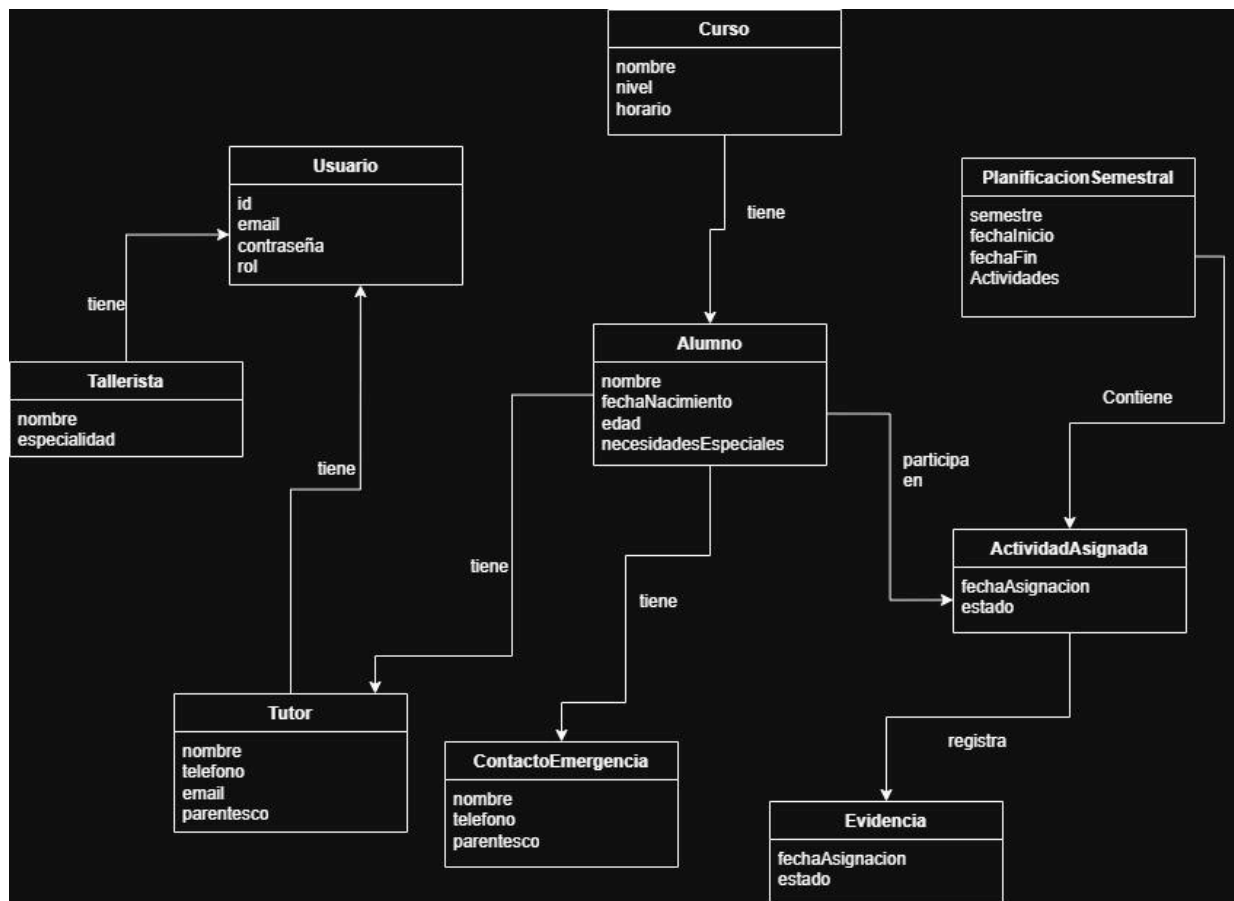 Curso
nombre
nivel
horario
Usuario
id
email
contraseña
rol
PlanificacionSemestral
semestre
fechaInicio
fechaFin
Actividades
tiene
tiene
Tallerista
nombre
especialidad
Alumno
nombre
fechaNacimiento
edad
necesidadesEspeciales
Contiene
tiene
participa
en
ActividadAsignada
fechaAsignacion
estado
tiene
tiene
Tutor
nombre
telefono
email
parentesco
ContactoEmergencia
nombre
telefono
parentesco
registra
Evidencia
fechaAsignacion
estado